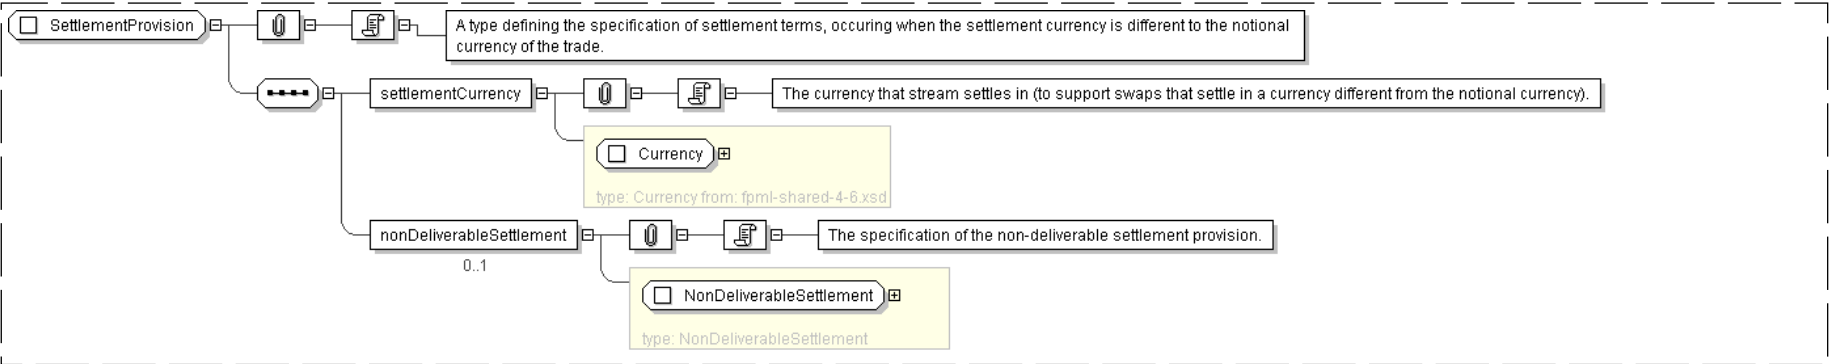 SettlementProvision
A type defining the specification of settlement terms, occuring when the settlement currency is different to the notional
currency of the trade.
settlementCurrency
The currency that stream settles in (to support swaps that settle in a currency different from the notional currency).
Currency
type: Currency from: fpml-shared-4-6.xsd
nonDeliverableSettlement
The specification of the non-deliverable settlement provision.
0..1
NonDeliverableSettlement
type: NonDeliverableSettlement